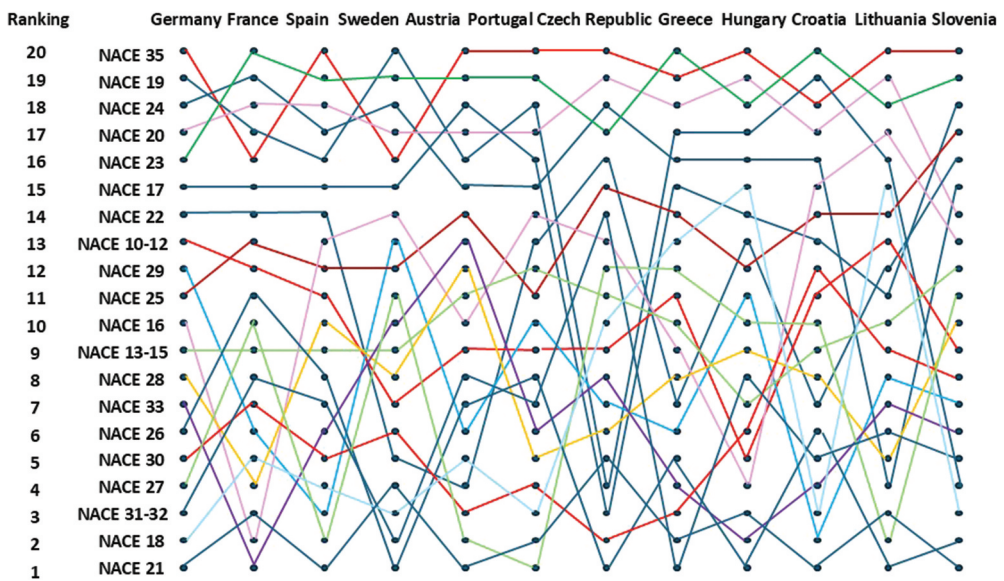 Ranking Germany France Spain Sweden Austria Portugal Czech Republic Greece Hungary Croatia Lithuania Slovenia
20 NACE 35
19 NACE 19
18 NACE 24
17 NACE 20
16 NACE 23
15 NACE 17
14 NACE 22
13 NACE 10-12
12 NACE 29
11 NACE 25
10 NACE 16
9 NACE 13-15
8 NACE 28
7 NACE 33
6 NACE 26
5 NACE 30
4 NACE 27
3 NACE 31-32
2 NACE 18
1 NACE 21